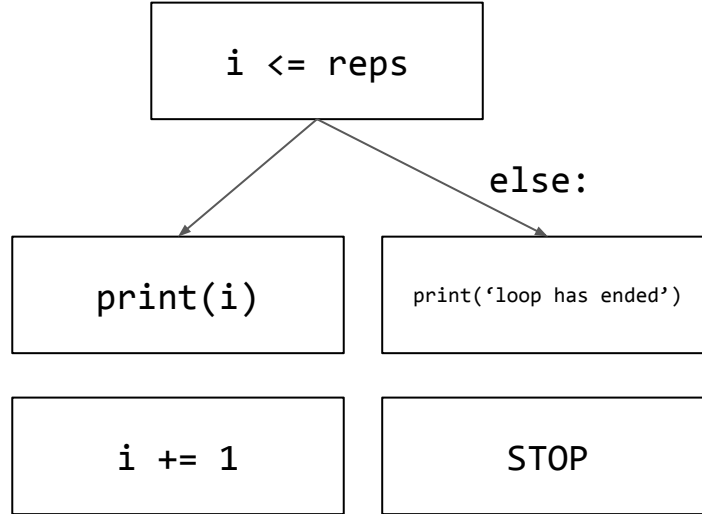 i <= reps
else:
print(i)
print(‘loop has ended’)
i += 1
STOP